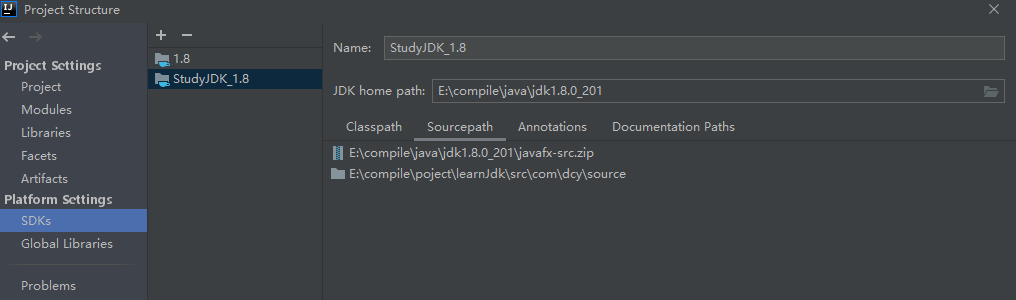 Project Structure
Project Settings
Project
Modules
Libraries
Facets
Artifacts
Platform Settings
SDKs
Global Libraries
Problems
1.8
StudyJDK_1.8
Name: StudyJDK_1.8
JDK home path: E:\compile\java\jdk1.8.0_201
Classpath Sourcepath Annotations Documentation Paths
E:\compile\java\jdk1.8.0_201\javafx-src.zip
E:\compile\poject\learnJdk\src\com\dcy\source